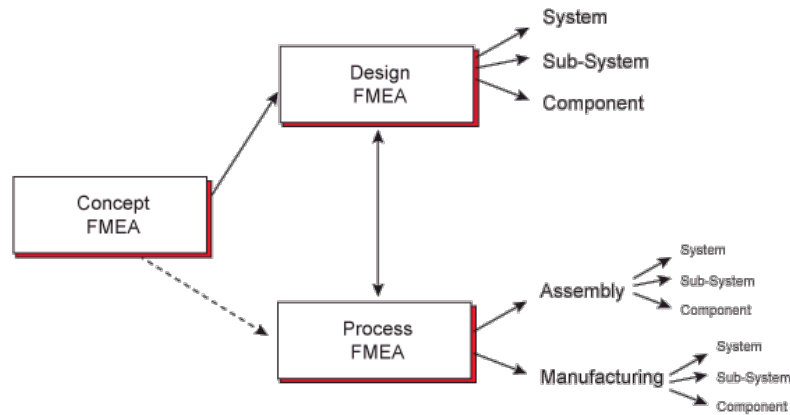 System
Design
FMEA
Sub-System
Component
Concept
FMEA
Process
FMEA
Assembly
System
Sub-System
Component
Manufacturing
System
Sub-System
Component